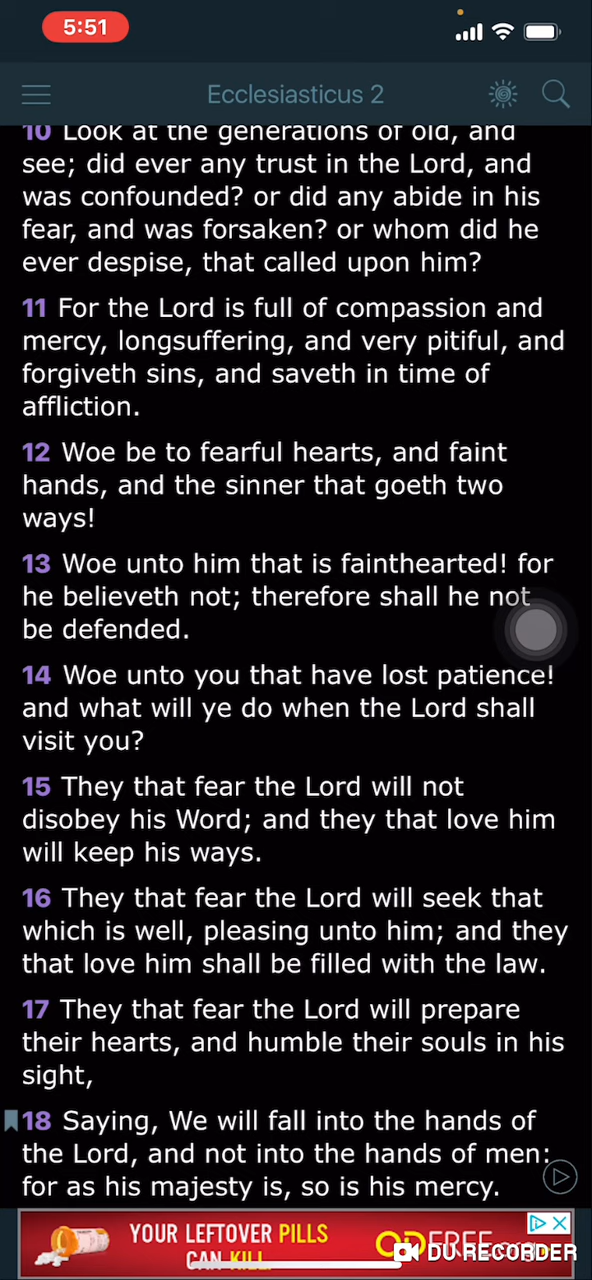 5:51
Ecclesiasticus 2
10 Look at the generations of old, and
see; did ever any trust in the Lord, and
was confounded? or did any abide in his
fear, and was forsaken? or whom did he
ever despise, that called upon him?
11 For the Lord is full of compassion and
mercy, longsuffering, and very pitiful, and
forgiveth sins, and saveth in time of
affliction.
12 Woe be to fearful hearts, and faint
hands, and the sinner that goeth two
ways!
13 Woe unto him that is fainthearted! for
he believeth not; therefore shall he not
be defended.
14 Woe unto you that have lost patience!
and what will ye do when the Lord shall
visit you?
15 They that fear the Lord will not
disobey his Word; and they that love him
will keep his ways.
16 They that fear the Lord will seek that
which is well, pleasing unto him; and they
that love him shall be filled with the law.
17 They that fear the Lord will prepare
their hearts, and humble their souls in his
sight,
18 Saying, We will fall into the hands of
the Lord, and not into the hands of men:
for as his majesty is, so is his mercy.
YOUR LEFTOVER PILLS
CAN KILL.
DU RECORDER